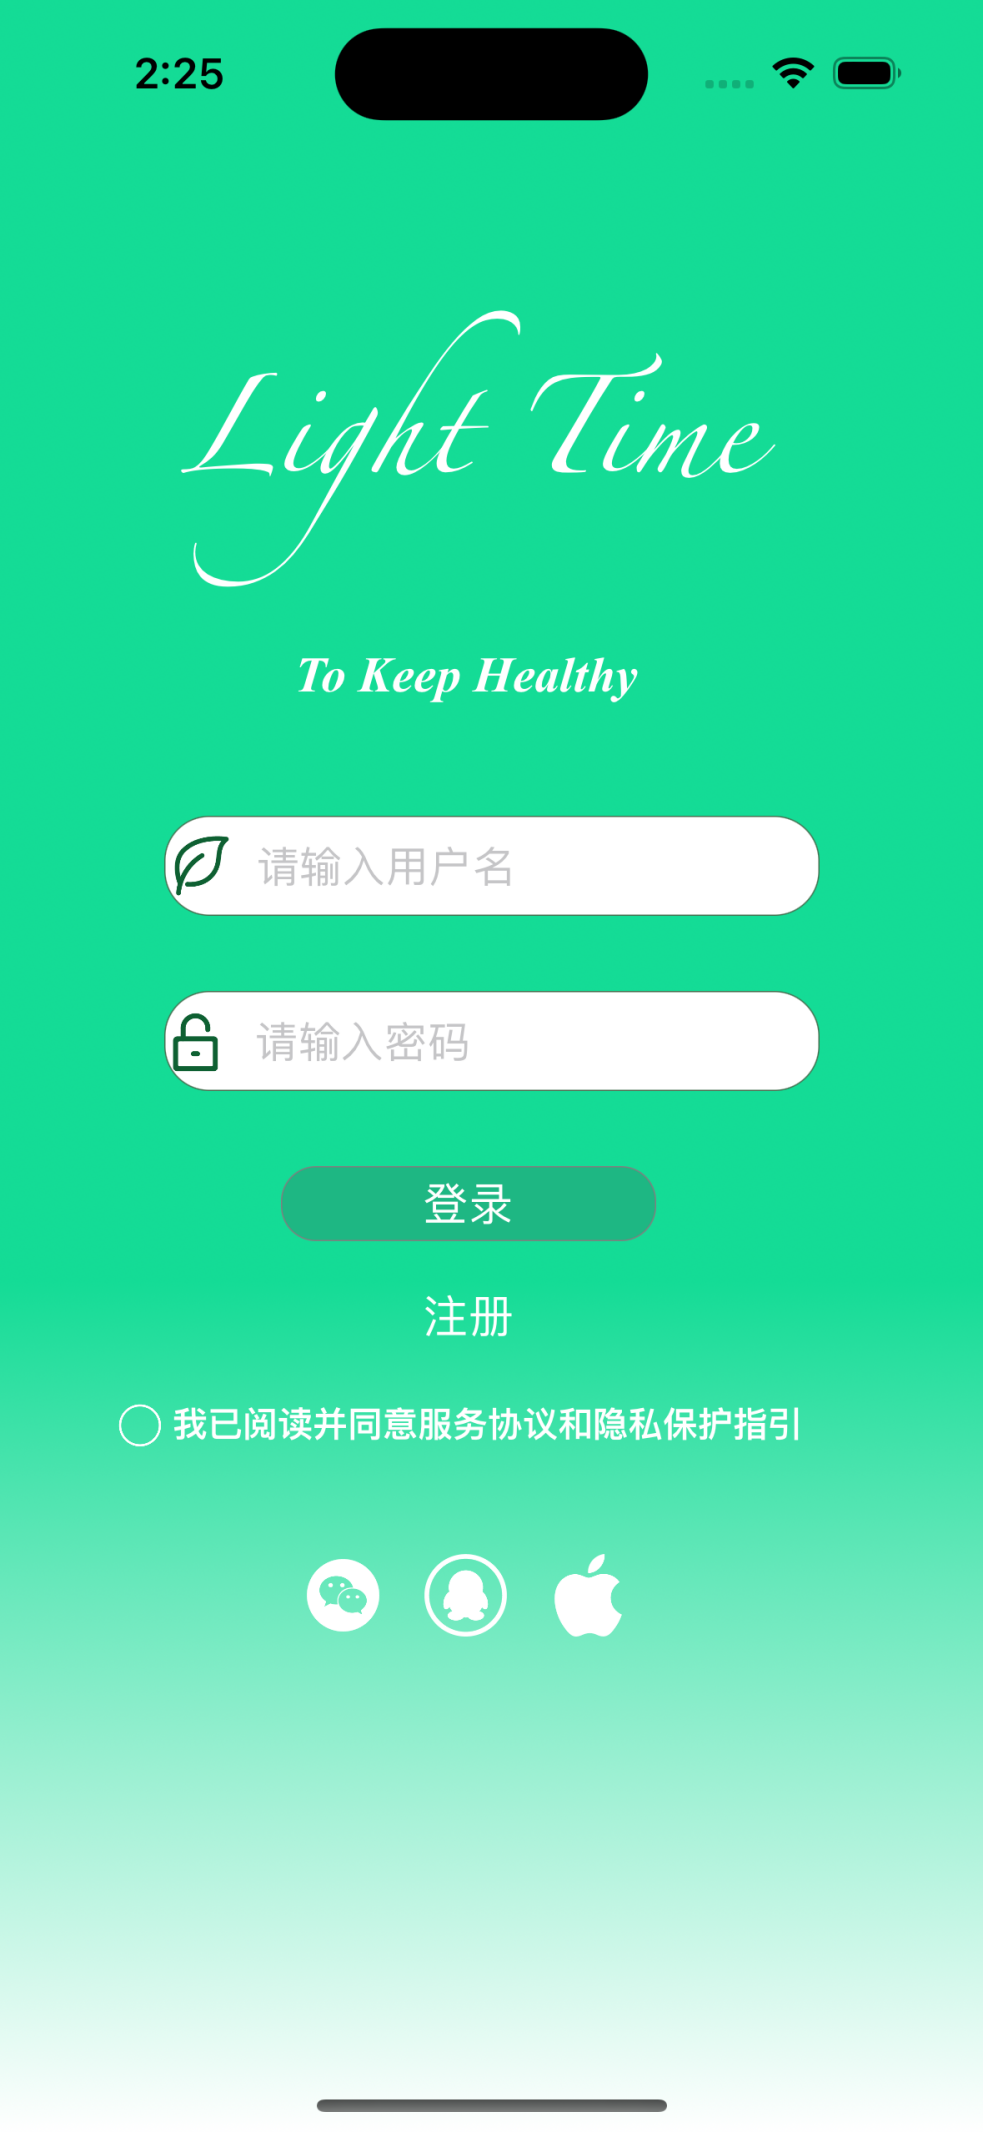 2:25
Light Time
To Keep Healthy
请输入用户名
请输入密码
登录
注册
我已阅读并同意服务协议和隐私保护指引